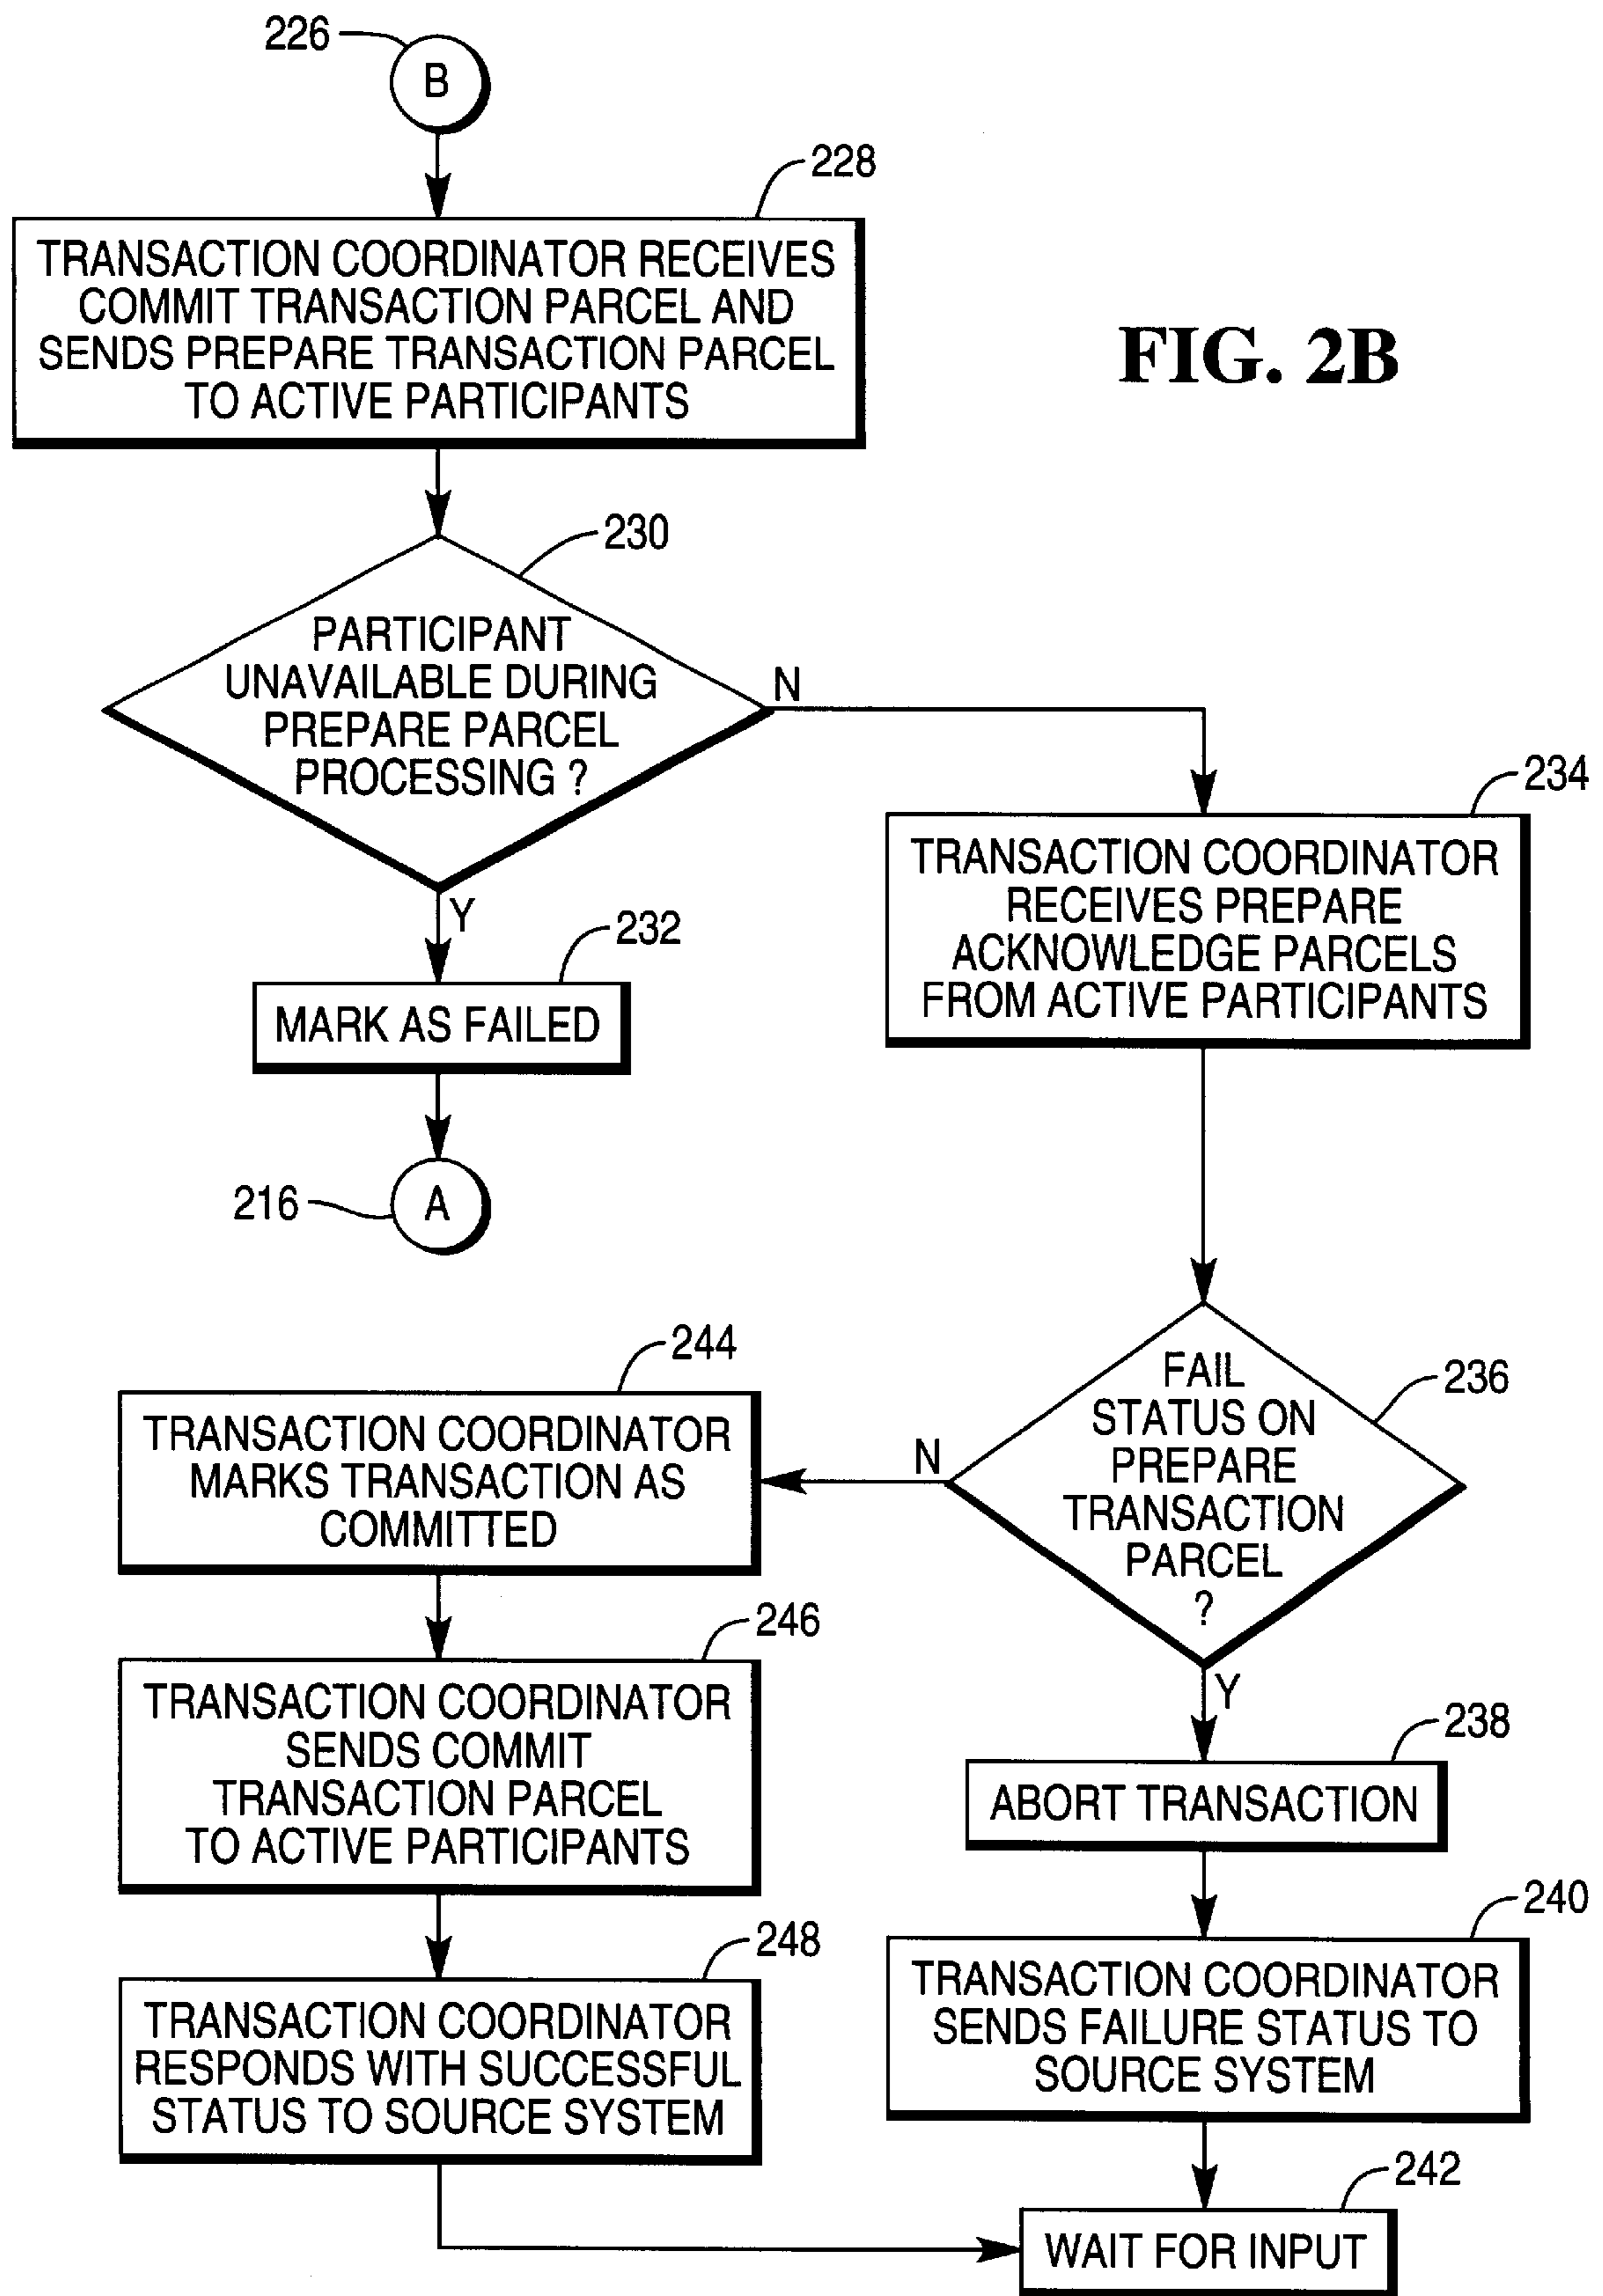 226
B
228
TRANSACTION COORDINATOR RECEIVES
COMMIT TRANSACTION PARCEL AND
SENDS PREPARE TRANSACTION PARCEL
TO ACTIVE PARTICIPANTS
FIG. 2B
230
PARTICIPANT
UNAVAILABLE DURING
PREPARE PARCEL
PROCESSING ?
N
Y
232
MARK AS FAILED
216
A
234
TRANSACTION COORDINATOR
RECEIVES PREPARE
ACKNOWLEDGE PARCELS
FROM ACTIVE PARTICIPANTS
236
FAIL
STATUS ON
PREPARE
TRANSACTION
PARCEL
?
N
Y
244
TRANSACTION COORDINATOR
MARKS TRANSACTION AS
COMMITTED
246
TRANSACTION COORDINATOR
SENDS COMMIT
TRANSACTION PARCEL
TO ACTIVE PARTICIPANTS
248
TRANSACTION COORDINATOR
RESPONDS WITH SUCCESSFUL
STATUS TO SOURCE SYSTEM
238
ABORT TRANSACTION
240
TRANSACTION COORDINATOR
SENDS FAILURE STATUS TO
SOURCE SYSTEM
242
WAIT FOR INPUT